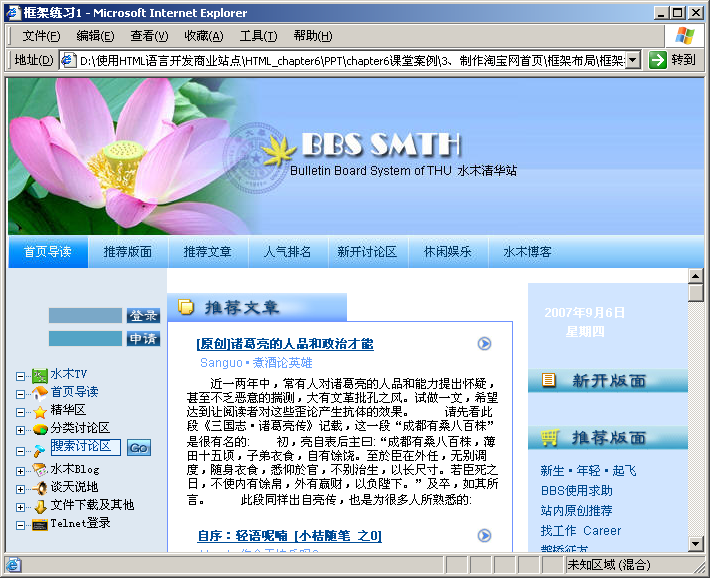 框架练习1 - Microsoft Internet Explorer
文件(F) 编辑(E) 查看(V) 收藏(A) 工具(T) 帮助(H)
地址(D) D:\使用HTML语言开发商业站点\HTML_chapter6\PPT\chapter6课堂案例\3、制作淘宝网首页\框架布局\框架 转到
BBS SMTH
Bulletin Board System of THU 水木清华站
首页导读 推荐版面 推荐文章 人气排名 新开讨论区 休闲娱乐 水木博客
登录
申请
水木TV
首页导读
精华区
分类讨论区
搜索讨论区 Go
水木Blog
谈天说地
文件下载及其他
Telnet登录
推荐文章
[原创]诸葛亮的人品和政治才能
Sanguo • 煮酒论英雄
近一两年中，常有人对诸葛亮的人品和能力提出怀疑，
甚至不乏恶意的揣测，大有文革批孔之风。试做一文，希望
达到让阅读者对这些歪论产生抗体的效果。 请先看此
段《三国志·诸葛亮传》记载，这一段“成都有桑八百株”
是很有名的： 初，亮自表后主曰：“成都有桑八百株，薄
田十五顷，子弟衣食，自有馀饶。至於臣在外任，无别调
度，随身衣食，悉仰於官，不别治生，以长尺寸。若臣死之
日，不使内有馀帛，外有赢财，以负陛下。”及卒，如其所
言。 此段同样出自亮传，也是为很多人所熟悉的：
自序：轻语呢喃 [小桔随笔 之0]
2007年9月6日
星期四
新开版面
推荐版面
新生·年轻·起飞
BBS使用求助
站内原创推荐
找工作 Career
鹊桥征友
未知区域 (混合)